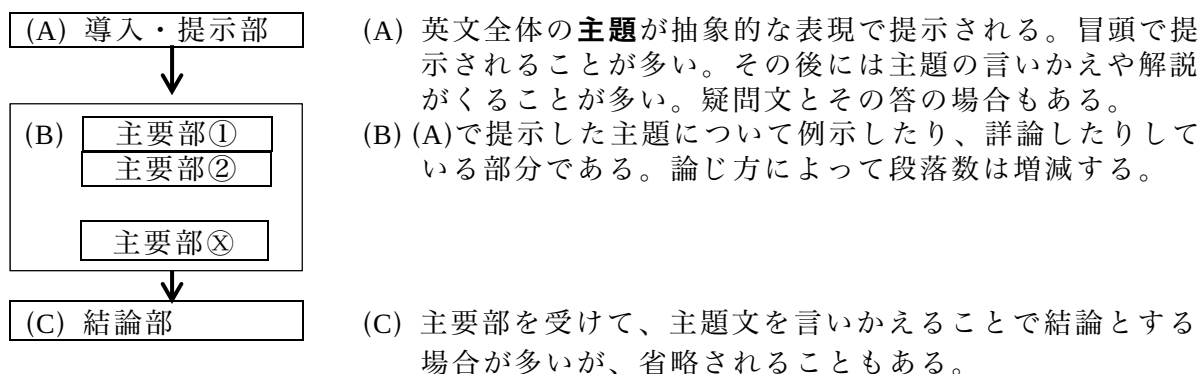 (A) 導入・提示部
(A) 英文全体の主題が抽象的な表現で提示される。冒頭で提
示されることが多い。その後には主題の言いかえや解説
がくることが多い。疑問文とその答の場合もある。
(B) 主要部①
主要部②
主要部Ⓧ
(B) (A)で提示した主題について例示したり、詳論したりして
いる部分である。論じ方によって段落数は増減する。
(C) 結論部
(C) 主要部を受けて、主題文を言いかえることで結論とする
場合が多いが、省略されることもある。